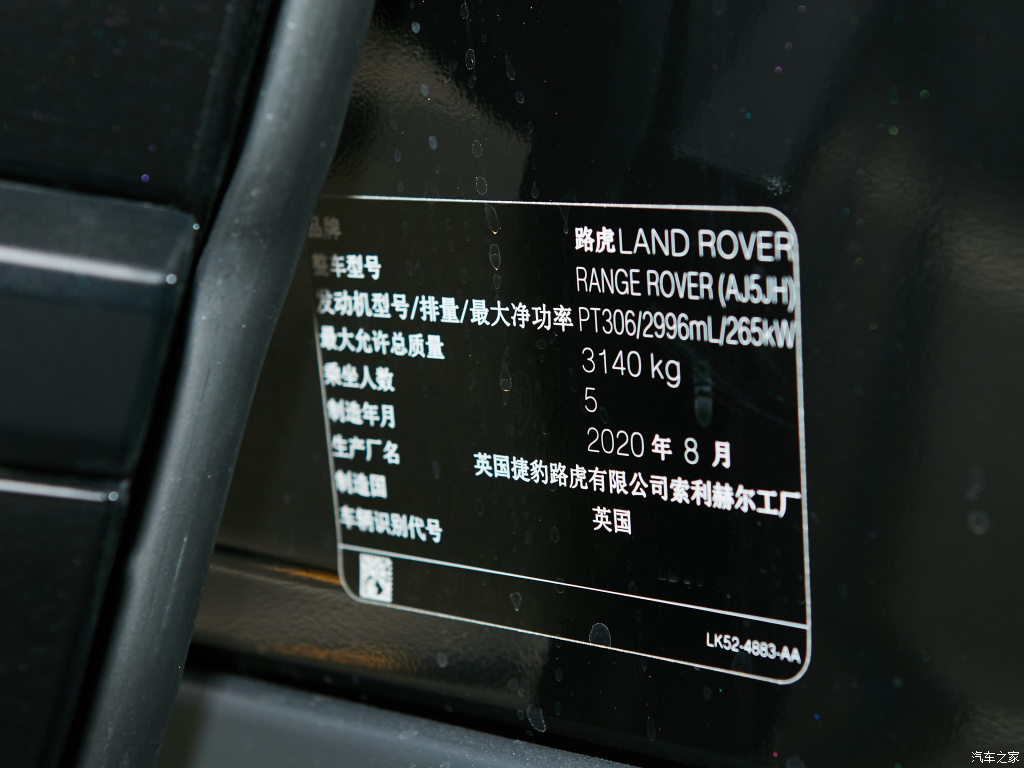 品牌 路虎LAND ROVER
整车型号 RANGE ROVER (AJ5JH)
发动机型号/排量/最大净功率 PT306/2996mL/265kW
最大允许总质量 3140 kg
乘坐人数 5
制造年月 2020 年 8 月
生产厂名 英国捷豹路虎有限公司索利赫尔工厂
制造国 英国
车辆识别代号
LK52-4883-AA
汽车之家